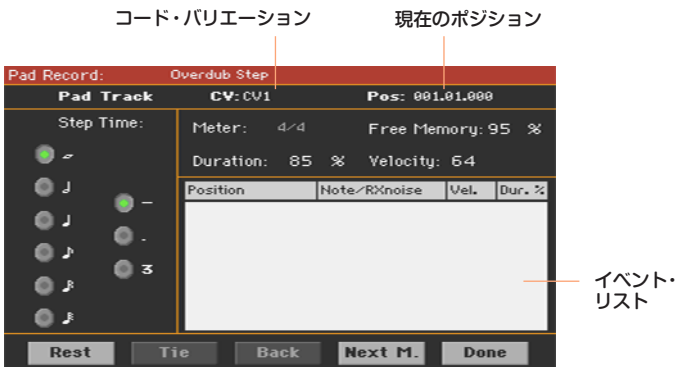 コード・バリエーション 現在のポジション
Pad Record: Overdub Step
Pad Track CV: CV1 Pos: 001.01.000
Step Time: Meter: 4/4 Free Memory: 95 %
Duration: 85 % Velocity: 64
Position Note/RXnoise Vel. Dur. %
3
イベント・
リスト
Rest Tie Back Next M. Done